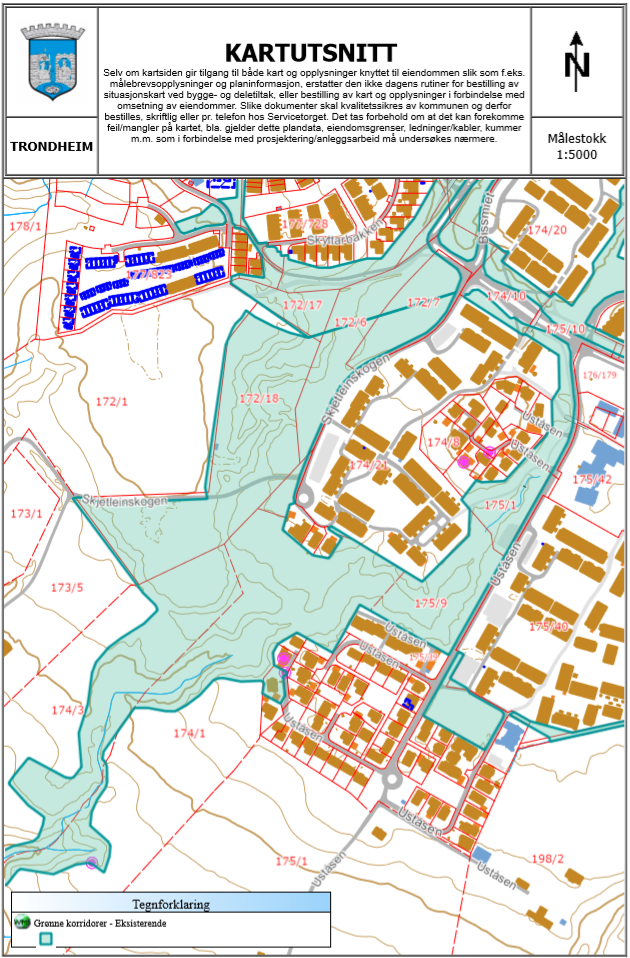 KARTUTSNITT
Selv om kartsiden gir tilgang til både kart og opplysninger knyttet til eiendommen slik som f.eks.
målebrevsopplysninger og planinformasjon, erstatter den ikke dagens rutiner for bestilling av
situasjonskart ved bygge- og deletiltak, eller bestilling av kart og opplysninger i forbindelse med
omsetning av eiendommer. Slike dokumenter skal kvalitetssikres av kommunen og derfor
bestilles, skriftlig eller pr. telefon hos Servicetorget. Det tas forbehold om at det kan forekomme
feil/mangler på kartet, bla. gjelder dette plandata, eiendomsgrenser, ledninger/kabler, kummer
m.m. som i forbindelse med prosjektering/anleggsarbeid må undersøkes nærmere.
TRONDHEIM
N
Målestokk
1:5000
178/1
Skyttarbakken
Bissmiet
174/20
172/17
172/6
172/7
174/10
175/10
176/179
172/1
172/18
Skjetleinskogen
174/8
Uståsen
Uståsen
174/21
175/42
Skjetleinskogen
173/1
175/1
Uståsen
173/5
175/9
175/40
Uståsen
Uståsen
174/3
174/1
Uståsen
Uståsen
175/1
Uståsen
Uståsen
198/2
Tegnforklaring
Grønne korridorer - Eksisterende